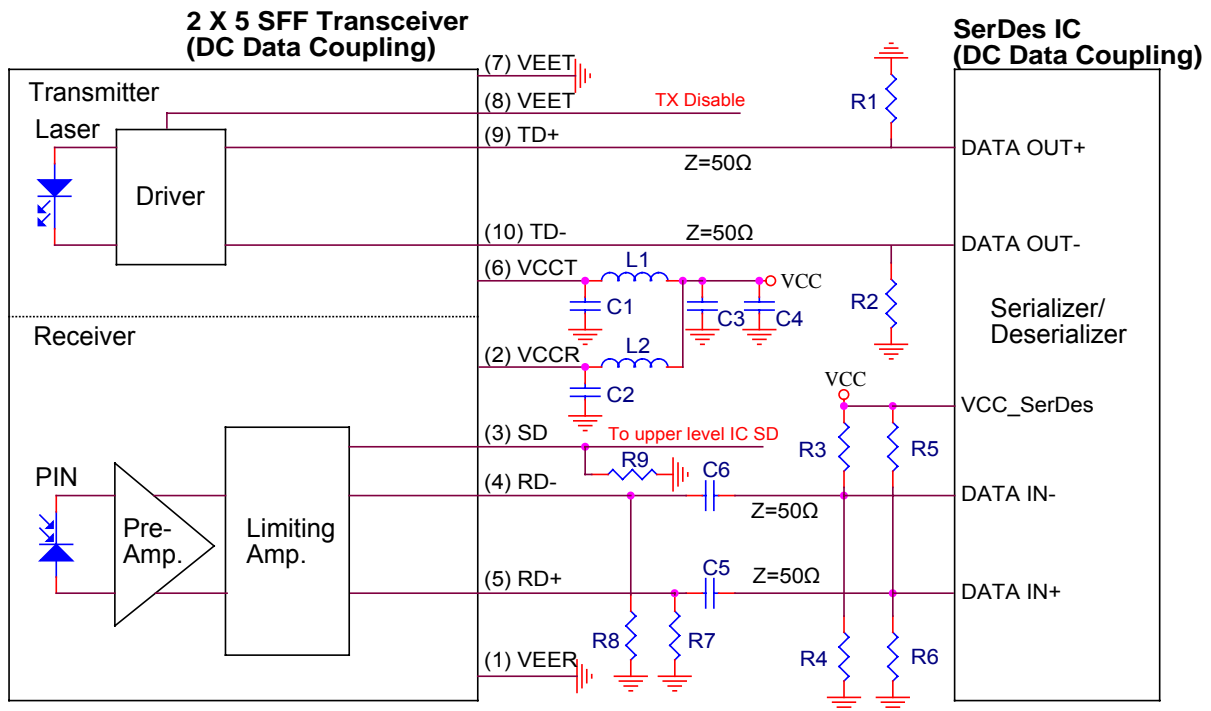 2 X 5 SFF Transceiver
(DC Data Coupling)
SerDes IC
(DC Data Coupling)
(7) VEET
Transmitter
(8) VEET
TX Disable
R1
Laser
(9) TD+
DATA OUT+
Z=50Ω
Driver
(10) TD-
Z=50Ω
DATA OUT-
L1
(6) VCCT
VCC
C1
C3
C4
R2
Serializer/
Deserializer
Receiver
L2
(2) VCCR
C2
VCC
VCC_SerDes
(3) SD
To upper level IC SD
R3
R5
R9
PIN
(4) RD-
C6
DATA IN-
Z=50Ω
Pre-
Amp.
Limiting
Amp.
(5) RD+
C5
Z=50Ω
DATA IN+
R8
R7
R4
R6
(1) VEER